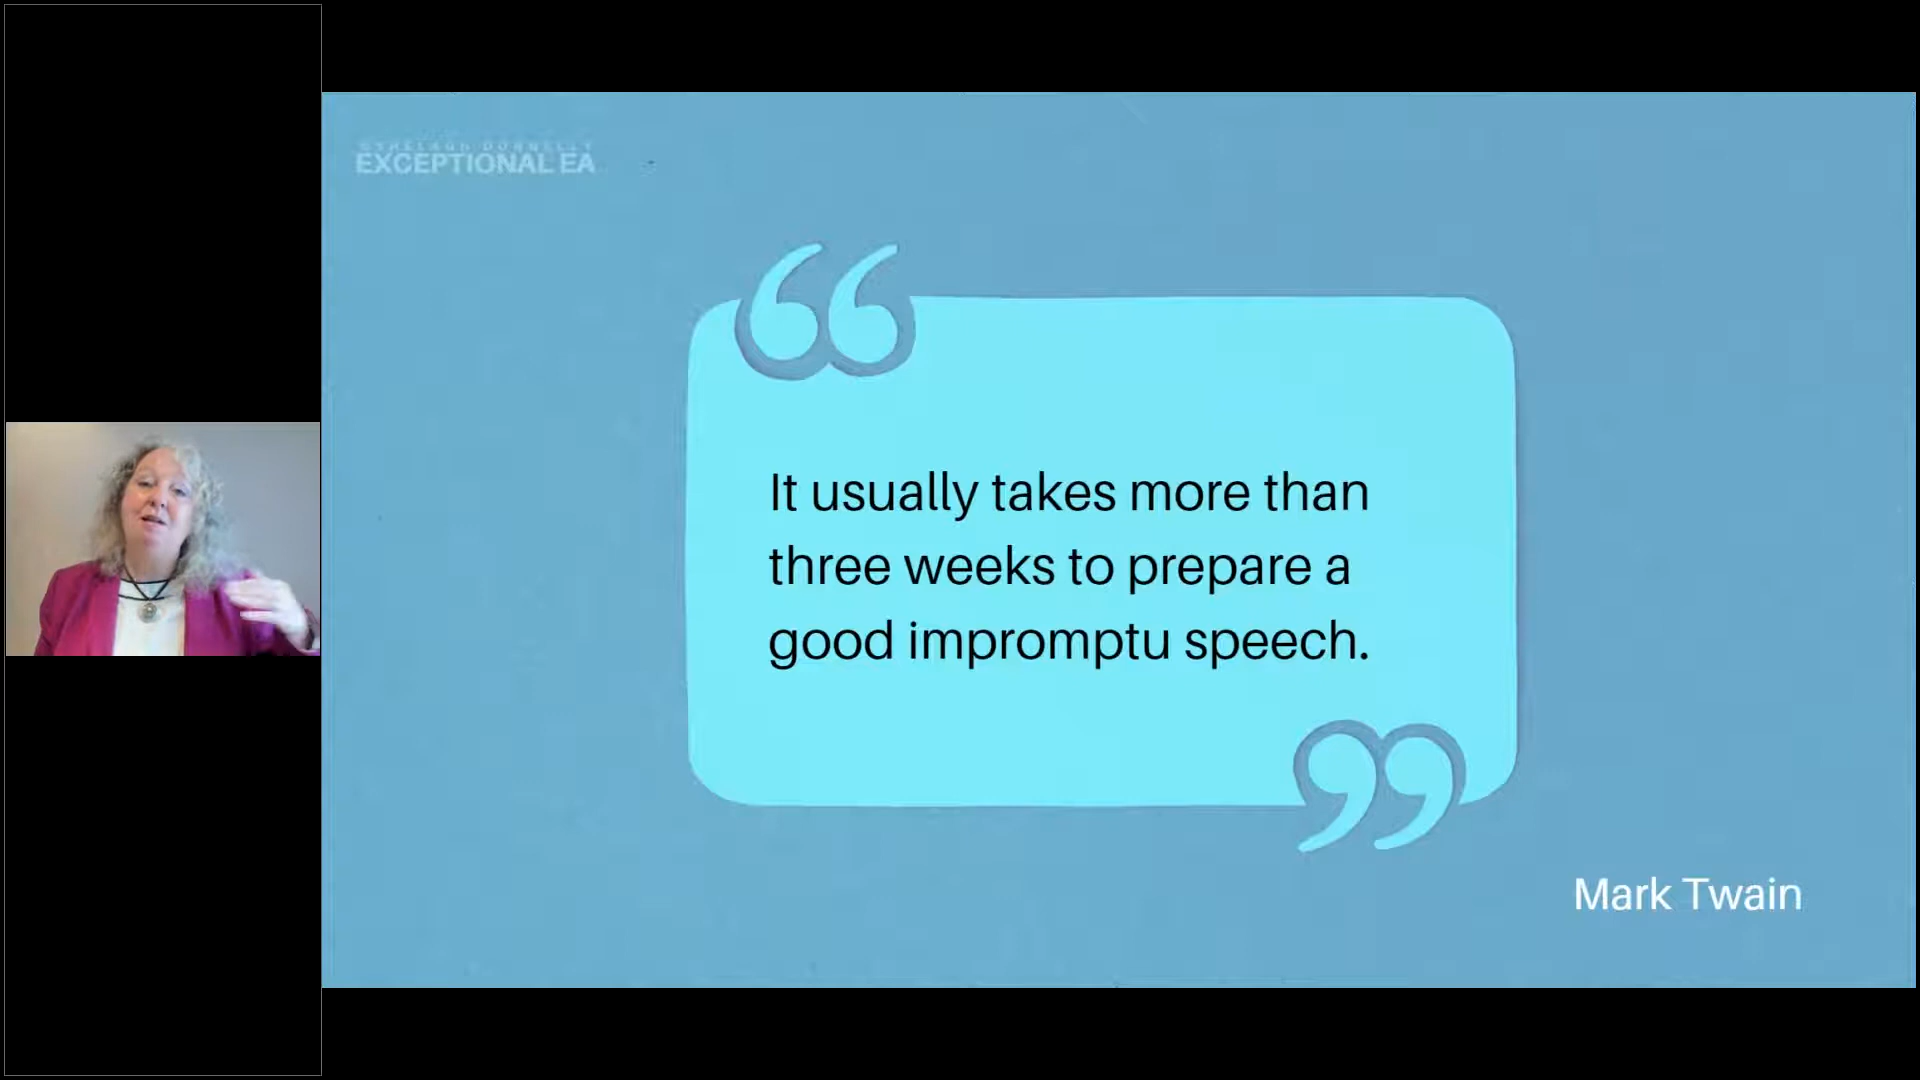 EXCEPTIONAL EA
It usually takes more than
three weeks to prepare a
good impromptu speech.
Mark Twain